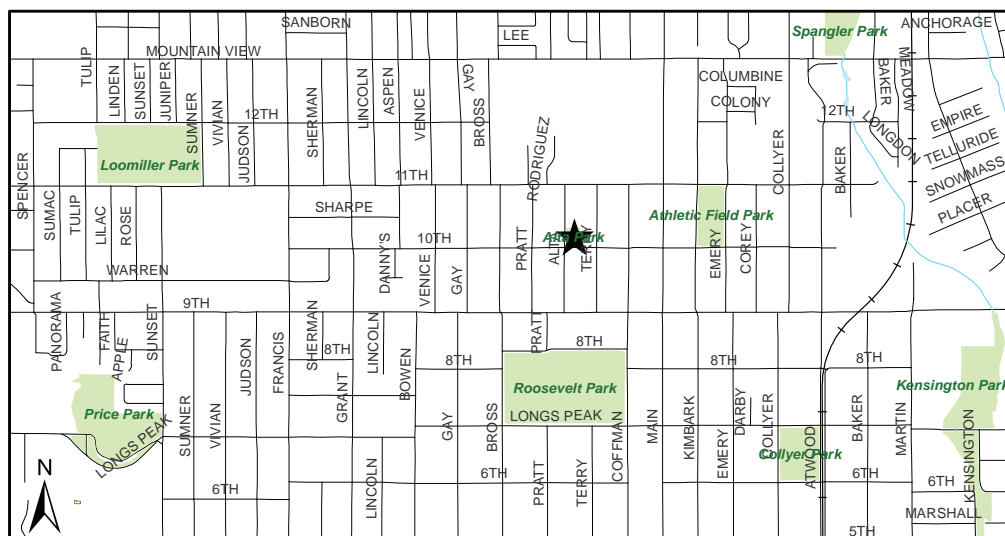 SANBORN
LEE
Spangler Park
ANCHORAGE
MOUNTAIN VIEW
TULIP
LINDEN
SUNSET
JUNIPER
SUMNER
VIVIAN
JUDSON
12TH
SHERMAN
LINCOLN
ASPEN
VENICE
GAY
BROSS
RODRIGUEZ
COLUMBINE
COLONY
COLLYER
12TH
BAKER
BAKER
MEADOW
LONGDON
EMPIRE
TELLURIDE
SNOWMASS
PLACER
Loomiller Park
11TH
SPENCER
SUMAC
TULIP
LILAC
ROSE
SHARPE
DANNY'S
10TH
VENICE
GAY
PRATT
Alta Park
TERRY
Athletic Field Park
EMERY
COREY
WARREN
9TH
PANORAMA
FAITH
APPLE
SUNSET
JUDSON
FRANCIS
SHERMAN
8TH
GRANT
LINCOLN
BOWEN
8TH
PRATT
8TH
8TH
8TH
Price Park
LONGS PEAK
SUMNER
VIVIAN
GAY
BROSS
Roosevelt Park
LONGS PEAK
COFFMAN
MAIN
KIMBARK
EMERY
DARBY
COLLYER
Collyer Park
ATWOOD
BAKER
MARTIN
Kensington Park
KENSINGTON
N
6TH
LINCOLN
6TH
PRATT
TERRY
6TH
6TH
6TH
MARSHALL
5TH